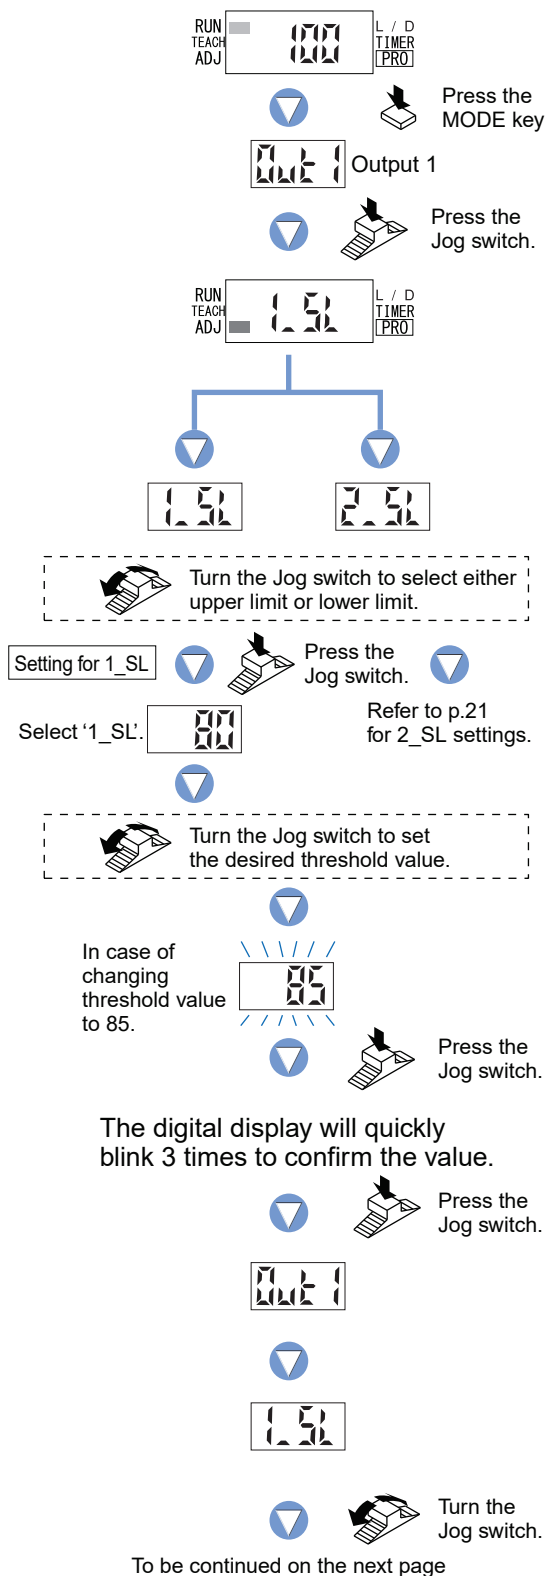 RUN
TEACH
ADJ
100
L / D
TIMER
PRO
Press the
MODE key
Out1
Output 1
Press the
Jog switch.
RUN
TEACH
ADJ
1_SL
L / D
TIMER
PRO
1_SL
2_SL
Turn the Jog switch to select either
upper limit or lower limit.
Setting for 1_SL
Press the
Jog switch.
Select ‘1_SL’.
80
Refer to p.21
for 2_SL settings.
Turn the Jog switch to set
the desired threshold value.
In case of
changing
threshold value
to 85.
85
Press the
Jog switch.
The digital display will quickly
blink 3 times to confirm the value.
Press the
Jog switch.
Out1
1_SL
Turn the
Jog switch.
To be continued on the next page